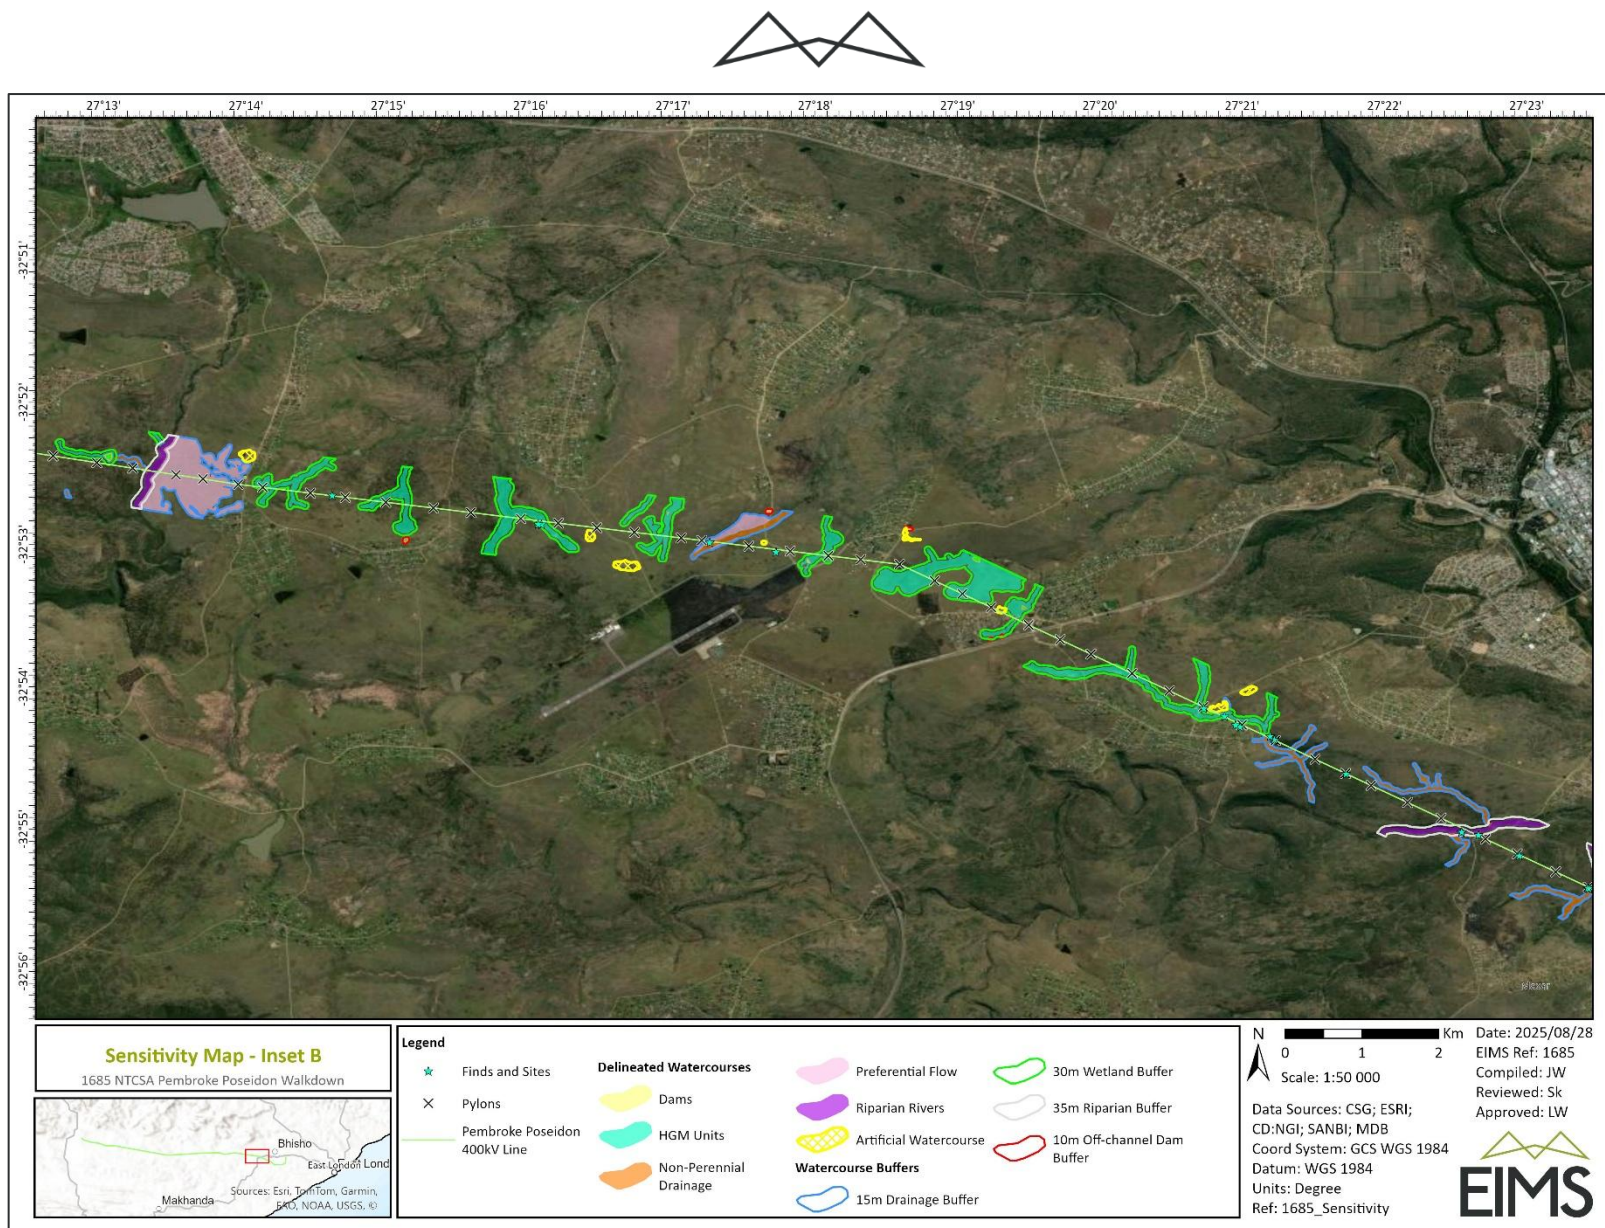 27°13' 27°14' 27°15' 27°16' 27°17' 27°18' 27°19' 27°20' 27°21' 27°22' 27°23'
-32°51'
-32°52'
-32°53'
-32°54'
-32°55'
-32°56'
Maxar
Sensitivity Map - Inset B
1685 NTCSA Pembroke Poseidon Walkdown
Bhisho
East London Lond
Makhanda
Sources: Esri, TomTom, Garmin,
FAO, NOAA, USGS, ©
Legend
Finds and Sites
Pylons
Pembroke Poseidon
400kV Line
Delineated Watercourses
Dams
HGM Units
Non-Perennial
Drainage
Preferential Flow
Riparian Rivers
Artificial Watercourse
Watercourse Buffers
15m Drainage Buffer
30m Wetland Buffer
35m Riparian Buffer
10m Off-channel Dam
Buffer
N
Km
0 1 2
Scale: 1:50 000
Data Sources: CSG; ESRI;
CD:NGI; SANBI; MDB
Coord System: GCS WGS 1984
Datum: WGS 1984
Units: Degree
Ref: 1685_Sensitivity
Date: 2025/08/28
EIMS Ref: 1685
Compiled: JW
Reviewed: Sk
Approved: LW
EIMS